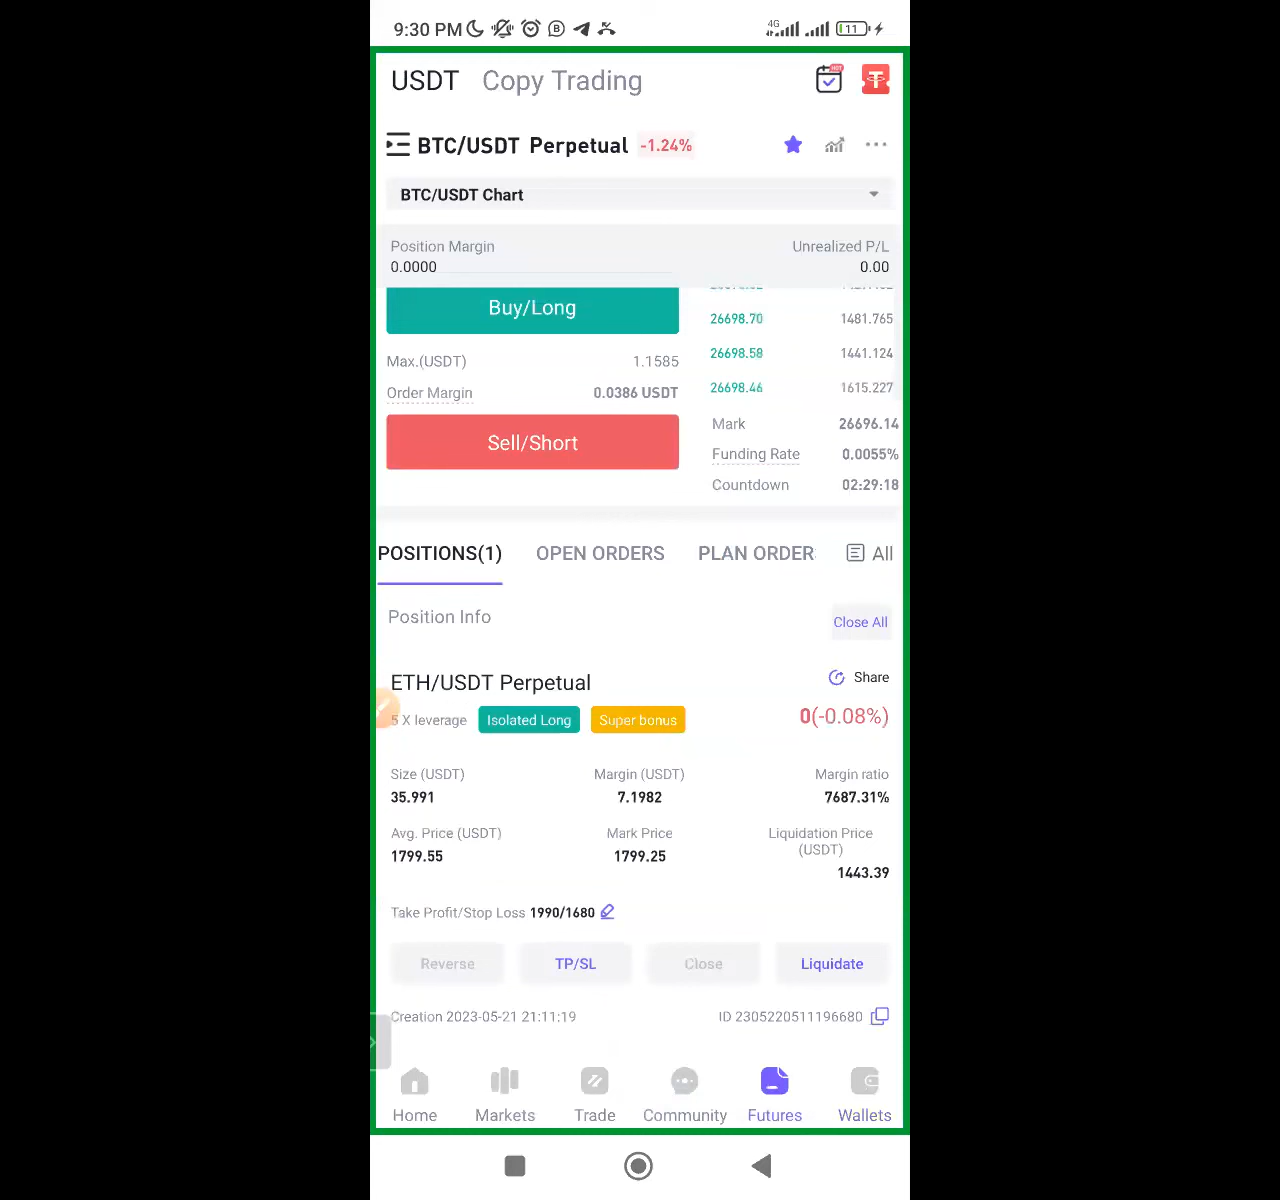 9:30 PM
4G
11
USDT Copy Trading
HOT
BTC/USDT Perpetual -1.24%
BTC/USDT Chart
Position Margin Unrealized P/L
0.0000 0.00
Buy/Long
26698.70 1481.765
Max.(USDT) 1.1585
26698.58 1441.124
Order Margin 0.0386 USDT
26698.46 1615.227
Sell/Short
Mark 26696.14
Funding Rate 0.0055%
Countdown 02:29:18
POSITIONS(1) OPEN ORDERS PLAN ORDER All
Position Info Close All
ETH/USDT Perpetual Share
5 X leverage Isolated Long Super bonus 0(-0.08%)
Size (USDT) Margin (USDT) Margin ratio
35.991 7.1982 7687.31%
Avg. Price (USDT) Mark Price Liquidation Price (USDT)
1799.55 1799.25 1443.39
Take Profit/Stop Loss 1990/1680
Reverse TP/SL Close Liquidate
Creation 2023-05-21 21:11:19 ID 2305220511196680
Home Markets Trade Community Futures Wallets